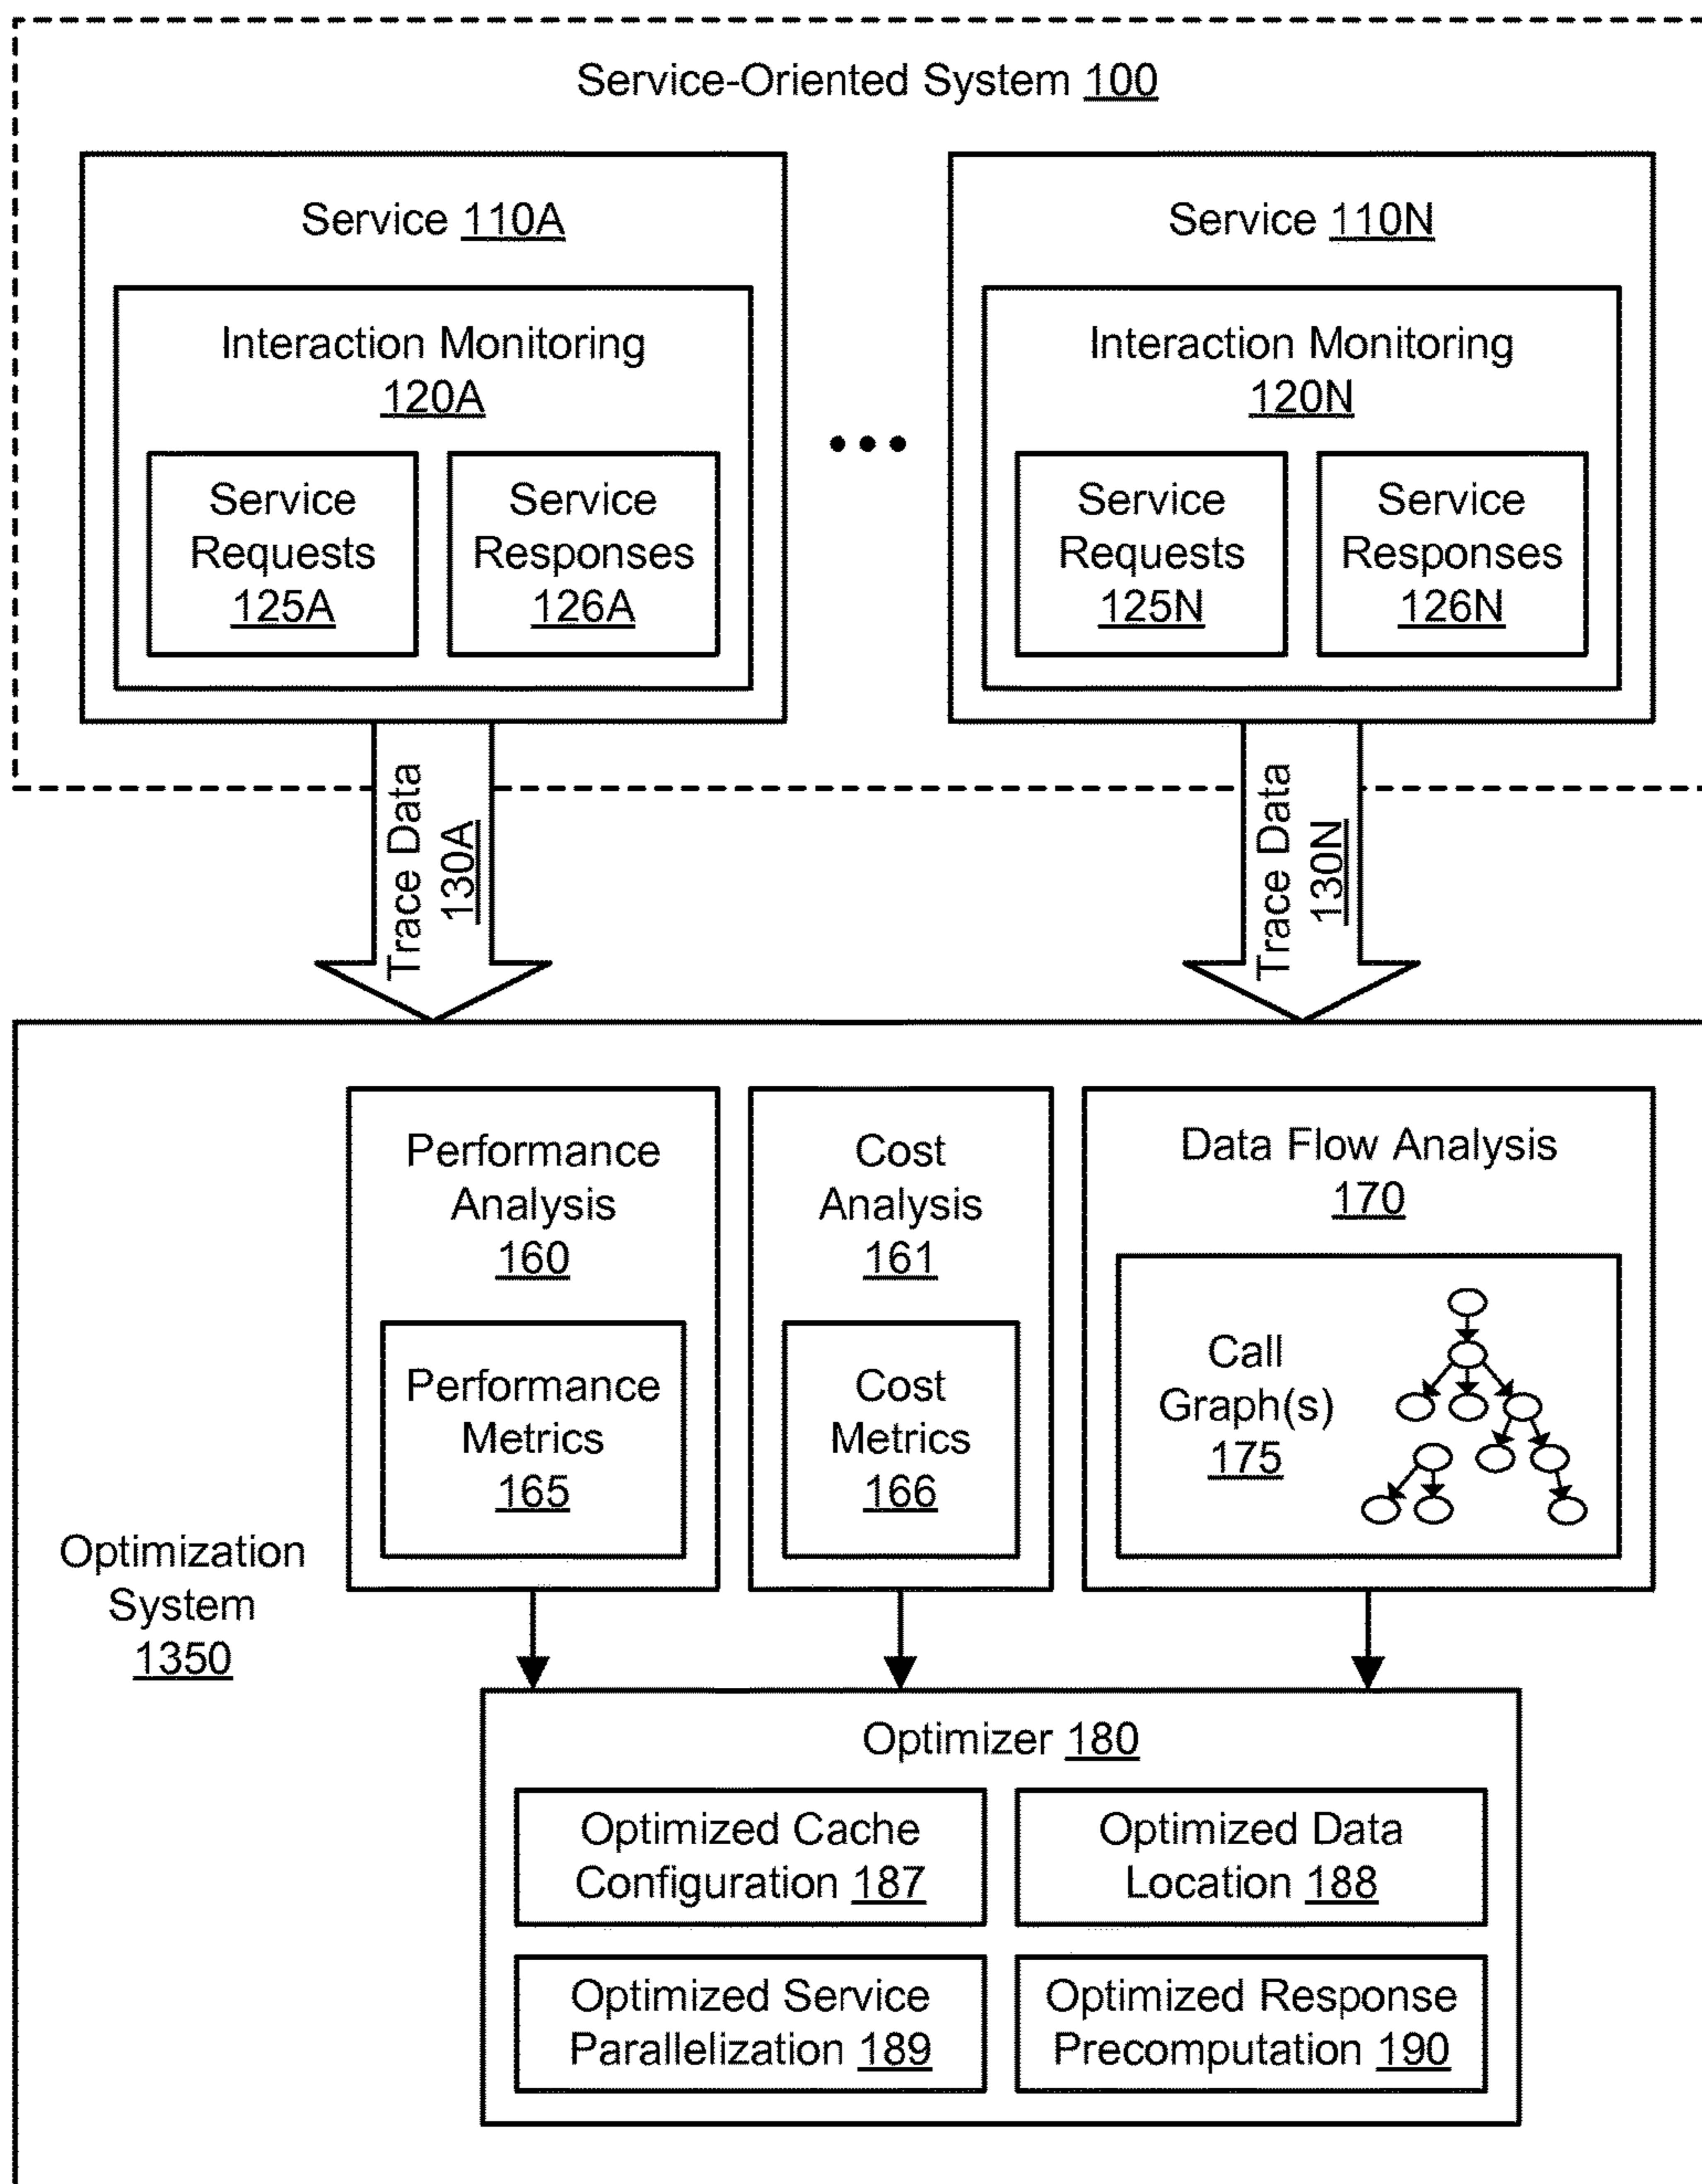 Service-Oriented System 100
Service 110A
Interaction Monitoring
120A
Service
Requests
125A
Service
Responses
126A
•••
Service 110N
Interaction Monitoring
120N
Service
Requests
125N
Service
Responses
126N
Trace Data
130A
Trace Data
130N
Optimization
System
1350
Performance
Analysis
160
Performance
Metrics
165
Cost
Analysis
161
Cost
Metrics
166
Data Flow Analysis
170
Call
Graph(s)
175
Optimizer 180
Optimized Cache
Configuration 187
Optimized Data
Location 188
Optimized Service
Parallelization 189
Optimized Response
Precomputation 190